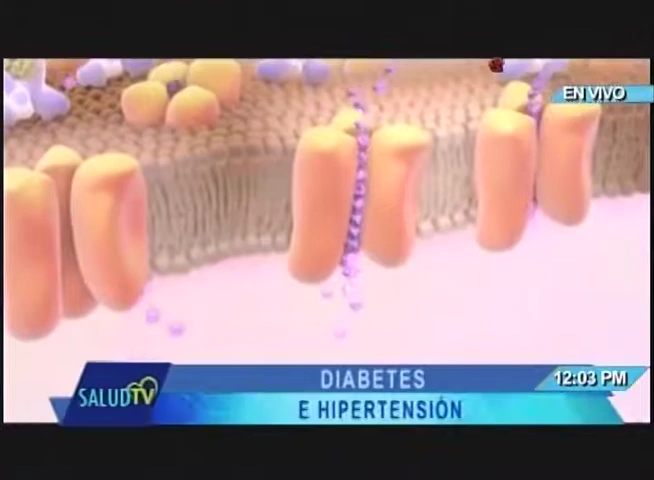 EN VIVO
DIABETES
12:03 PM
SALUDTV
E HIPERTENSIÓN